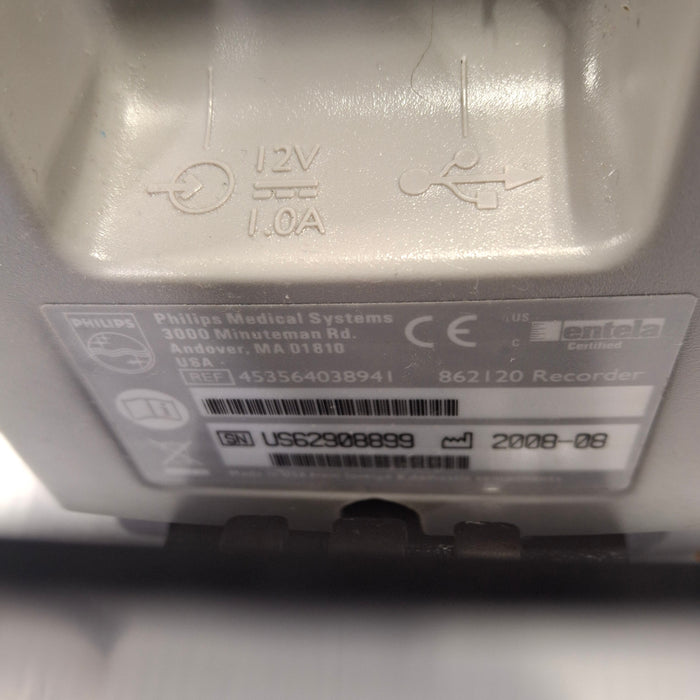 12V
1.0A
PHILIPS
Philips Medical Systems
3000 Minuteman Rd.
Andover, MA 01810
USA
CE
US
C
entela
Certified
REF 453564038941 862120 Recorder
SN US62908899 2008-08